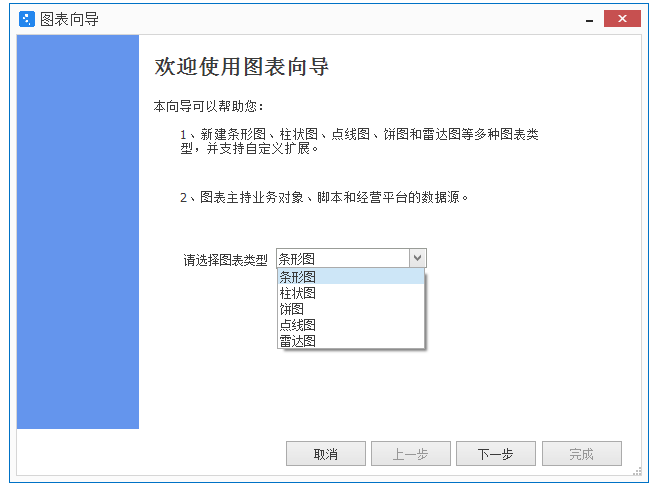 图表向导
欢迎使用图表向导
本向导可以帮助您：
1、新建条形图、柱状图、点线图、饼图和雷达图等多种图表类
型，并支持自定义扩展。
2、图表主持业务对象、脚本和经营平台的数据源。
请选择图表类型 条形图
条形图
柱状图
饼图
点线图
雷达图
取消 上一步 下一步 完成